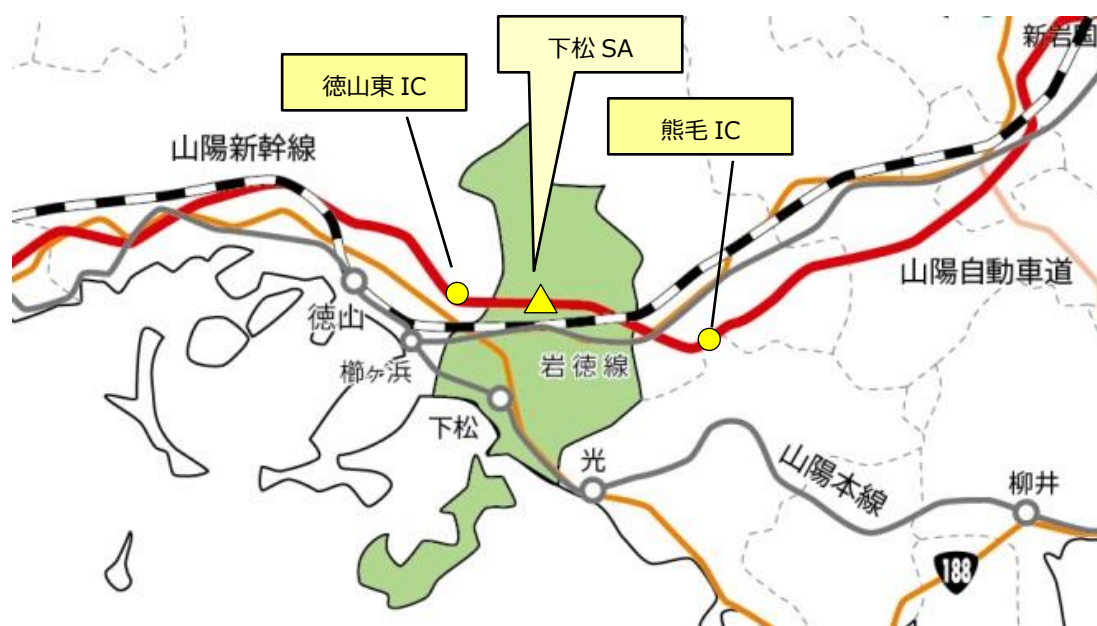 下松 SA
新岩国
徳山東 IC
熊毛 IC
山陽新幹線
山陽自動車道
徳山
櫛ヶ浜
岩徳線
下松
光
山陽本線
柳井
188